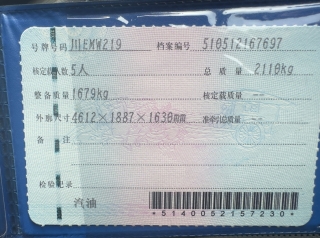 号牌号码 川EMW219 档案编号 510512167697
核定载人数 5人 总质量 2110kg
整备质量 1679kg 核定载质量 --
外廓尺寸 4612×1887×1630mm 准牵引总质量 --
备注
检验记录
汽油
*5140052157230*